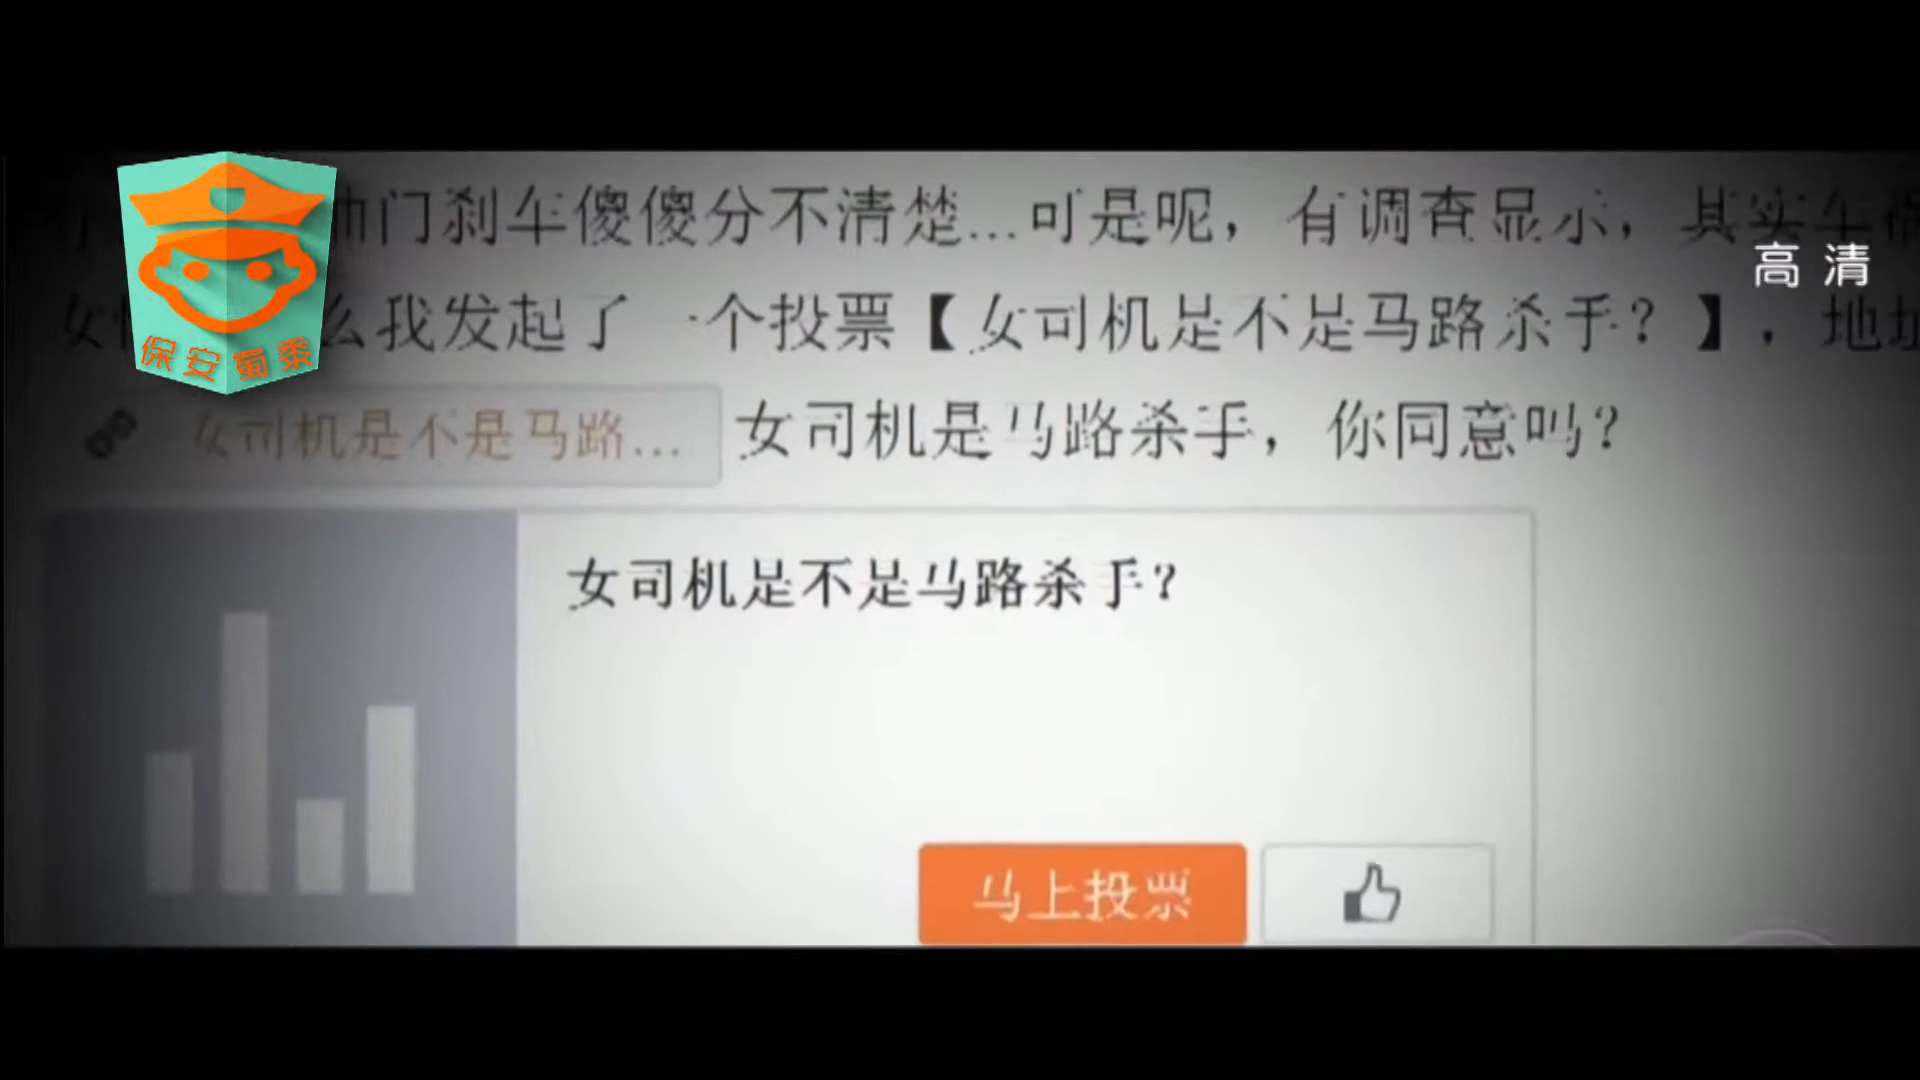 门刹车傻傻分不清楚...可是呢，有调查显示，其实车
高清
么我发起了一个投票【女司机是不是马路杀手？】，地址
女司机是不是马路... 女司机是马路杀手，你同意吗？
保安蜀黍
女司机是不是马路杀手？
马上投票